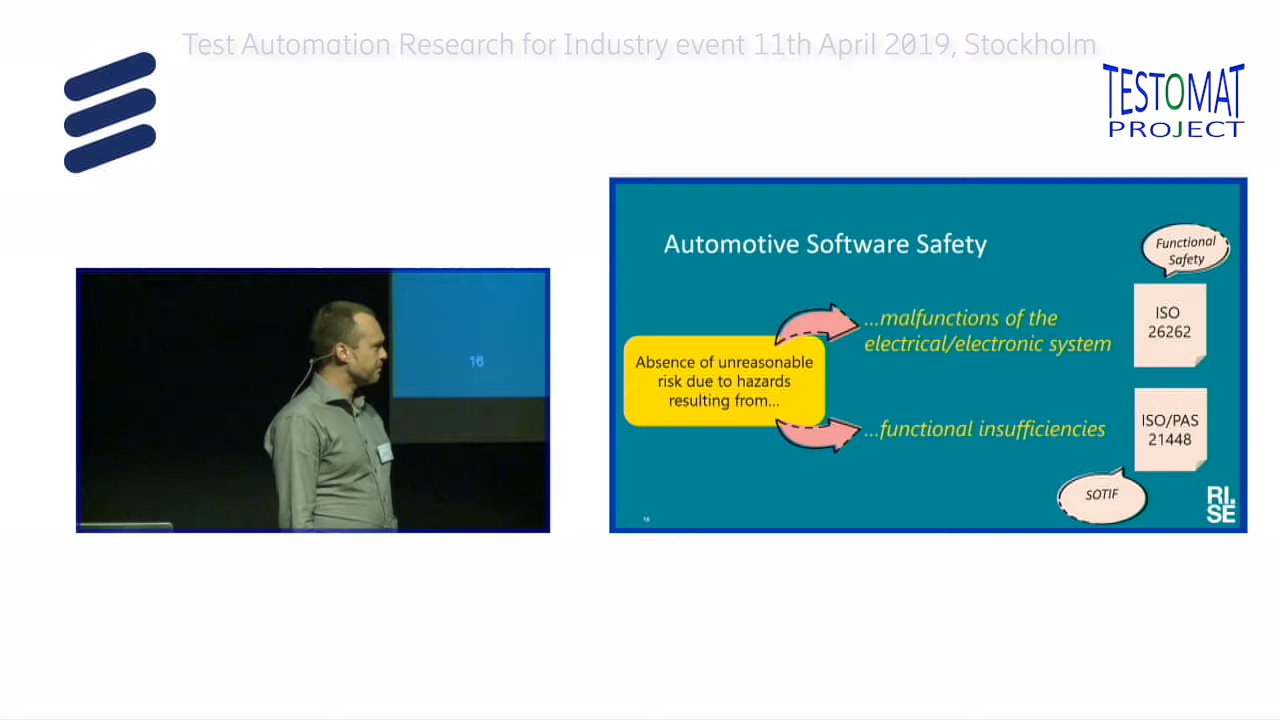 Test Automation Research for Industry event 11th April 2019, Stockholm
TESTOMAT
PROJECT
16
Automotive Software Safety
Functional
Safety
…malfunctions of the
electrical/electronic system
ISO
26262
Absence of unreasonable
risk due to hazards
resulting from…
…functional insufficiencies
ISO/PAS
21448
SOTIF
16
RI.
SE